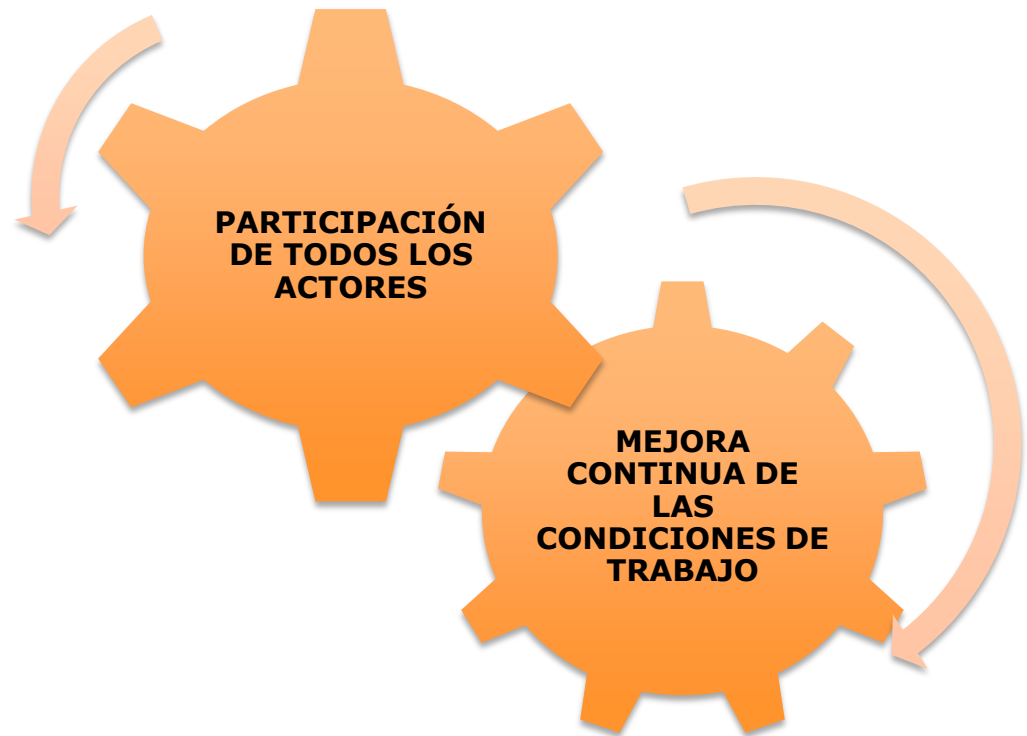 PARTICIPACIÓN
DE TODOS LOS
ACTORES
MEJORA
CONTINUA DE
LAS
CONDICIONES DE
TRABAJO